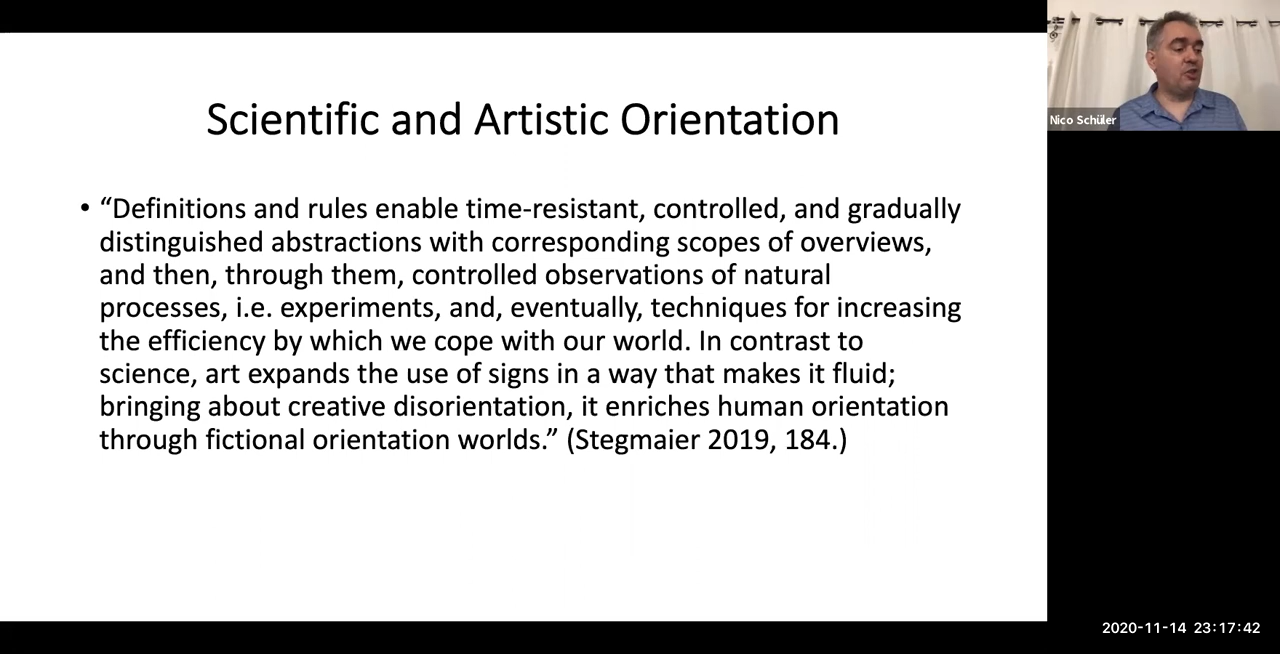 Scientific and Artistic Orientation
• “Definitions and rules enable time-resistant, controlled, and gradually
distinguished abstractions with corresponding scopes of overviews,
and then, through them, controlled observations of natural
processes, i.e. experiments, and, eventually, techniques for increasing
the efficiency by which we cope with our world. In contrast to
science, art expands the use of signs in a way that makes it fluid;
bringing about creative disorientation, it enriches human orientation
through fictional orientation worlds.” (Stegmaier 2019, 184.)
Nico Schüler
2020-11-14 23:17:42